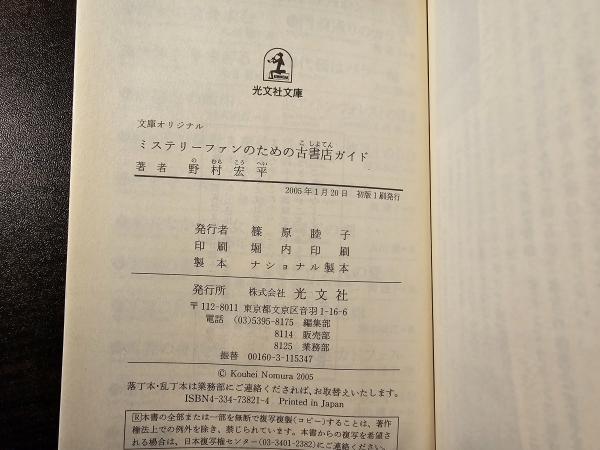 光文社文庫
文庫オリジナル
ミステリーファンのための古書店ガイド
著者 野村宏平
2005年1月20日 初版1刷発行
発行者 篠原睦子
印刷 堀内印刷
製本 ナショナル製本
発行所 株式会社 光文社
〒112-8011 東京都文京区音羽1-16-6
電話 (03)5395-8175 編集部
8114 販売部
8125 業務部
振替 00160-3-115347
© Kouhei Nomura 2005
落丁本・乱丁本は業務部にご連絡くだされば、お取替えいたします。
ISBN4-334-73821-4 Printed in Japan
R本書の全部または一部を無断で複写複製(コピー)することは、著作
権法上での例外を除き、禁じられています。本書からの複写を希望さ
れる場合は、日本複写権センター(03-3401-2382)にご連絡ください。